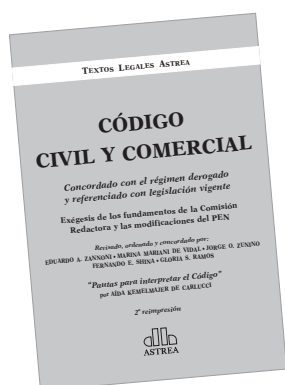 TEXTOS LEGALES ASTREA
CÓDIGO
CIVIL Y COMERCIAL
Concordado con el régimen derogado
y referenciado con legislación vigente
Exégesis de los fundamentos de la Comisión
Redactora y las modificaciones del PEN
Revisado, ordenado y concordado por:
EDUARDO A. ZANNONI • MARINA MARIANI DE VIDAL • JORGE O. ZUNINO
FERNANDO E. SHINA • GLORIA S. RAMOS
"Pautas para interpretar el Código"
por AÍDA KEMELMAJER DE CARLUCCI
2ª reimpresión
ASTREA